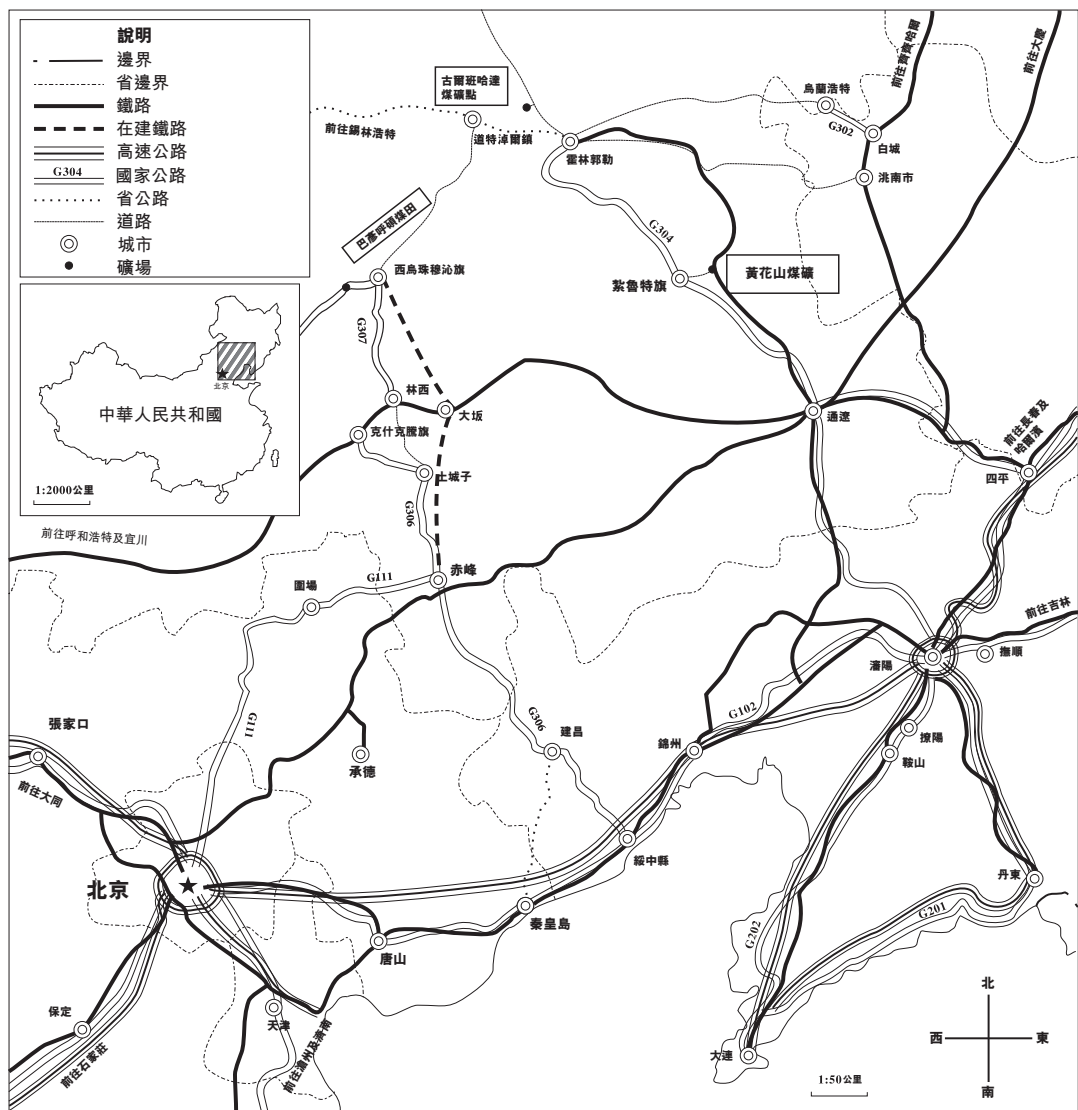 說明
邊界
省邊界
鐵路
在建鐵路
高速公路
G304
國家公路
省公路
道路
城市
礦場
北京
中華人民共和國
1:2000公里
古爾班哈達
煤礦點
前往錫林浩特
道特淖爾鎮
霍林郭勒
烏蘭浩特
G302
白城
洮南市
前往齊齊哈爾
前往大慶
巴彥呼碩煤田
西烏珠穆沁旗
G304
紮魯特旗
黃花山煤礦
G307
林西
大坂
克什克騰旗
土城子
G306
通遼
前往長春及
哈爾濱
四平
前往呼和浩特及宜川
赤峰
G111
圍場
前往吉林
撫順
瀋陽
G111
G306
建昌
G102
錦州
遼陽
鞍山
張家口
前往大同
承德
綏中縣
丹東
北京
秦皇島
唐山
G202
G201
保定
天津
前往石家莊
前往滄州及濟南
大連
1:50公里
北
西
東
南